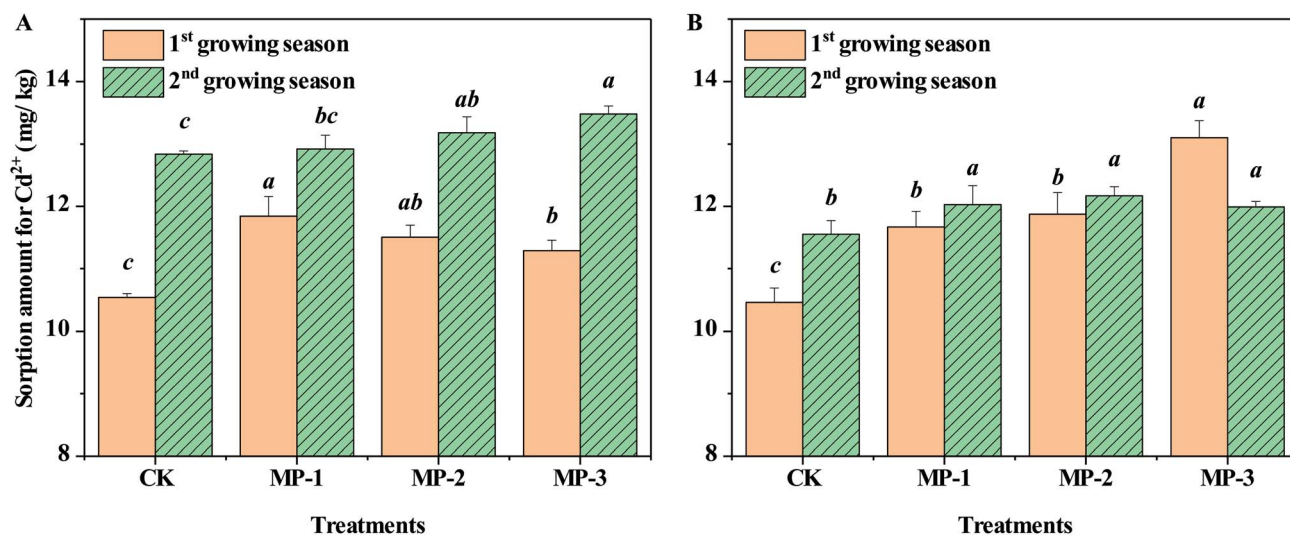 A
1st growing season
2nd growing season
Sorption amount for Cd2+ (mg/ kg)
14
12
10
8
c
c
a
bc
ab
ab
b
a
CK
MP-1
MP-2
MP-3
Treatments
B
1st growing season
2nd growing season
14
12
10
8
c
b
b
a
b
a
a
a
CK
MP-1
MP-2
MP-3
Treatments